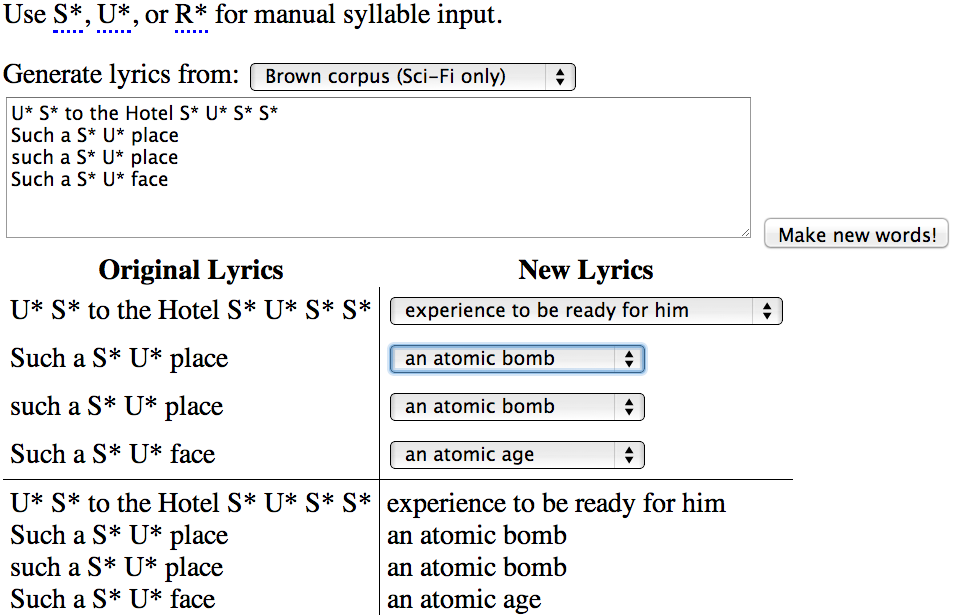 Use S*, U*, or R* for manual syllable input.
Generate lyrics from: Brown corpus (Sci-Fi only)
U* S* to the Hotel S* U* S* S*
Such a S* U* place
such a S* U* place
Such a S* U* face
Make new words!
Original Lyrics New Lyrics
U* S* to the Hotel S* U* S* S* experience to be ready for him
Such a S* U* place an atomic bomb
such a S* U* place an atomic bomb
Such a S* U* face an atomic age
U* S* to the Hotel S* U* S* S* experience to be ready for him
Such a S* U* place an atomic bomb
such a S* U* place an atomic bomb
Such a S* U* face an atomic age